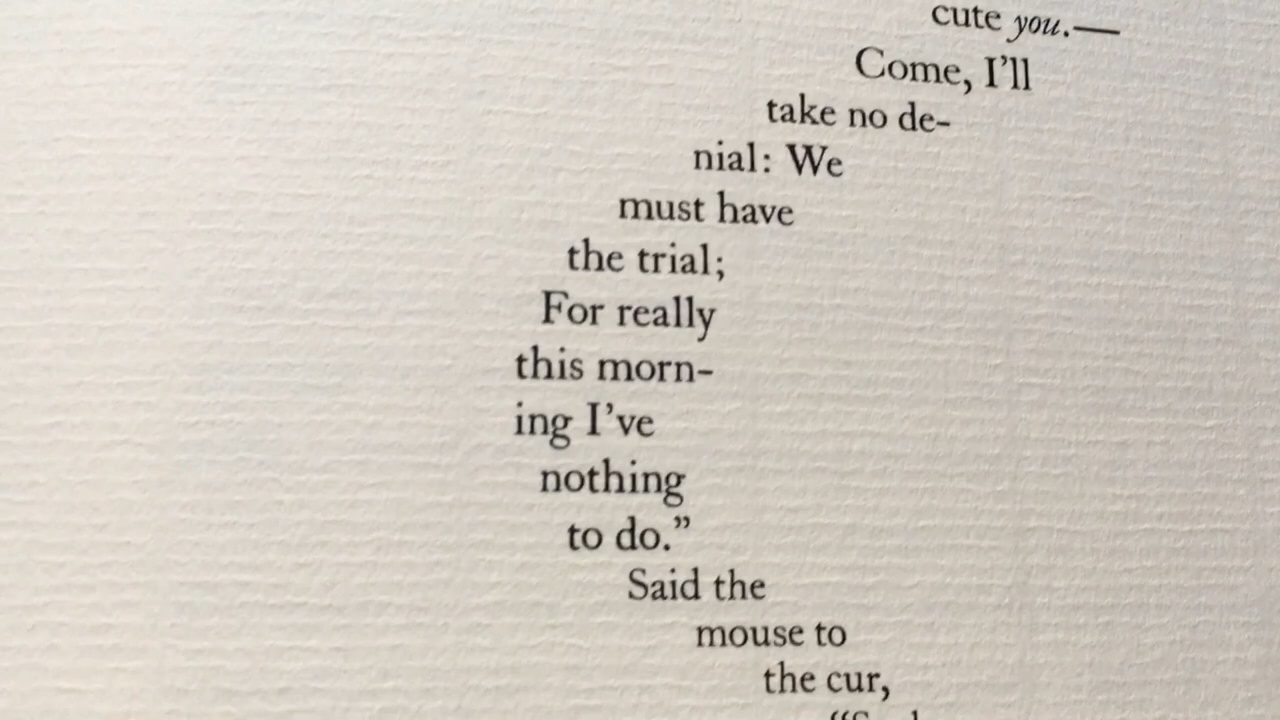 cute you.—
Come, I’ll
take no de-
nial: We
must have
the trial;
For really
this morn-
ing I’ve
nothing
to do.”
Said the
mouse to
the cur,